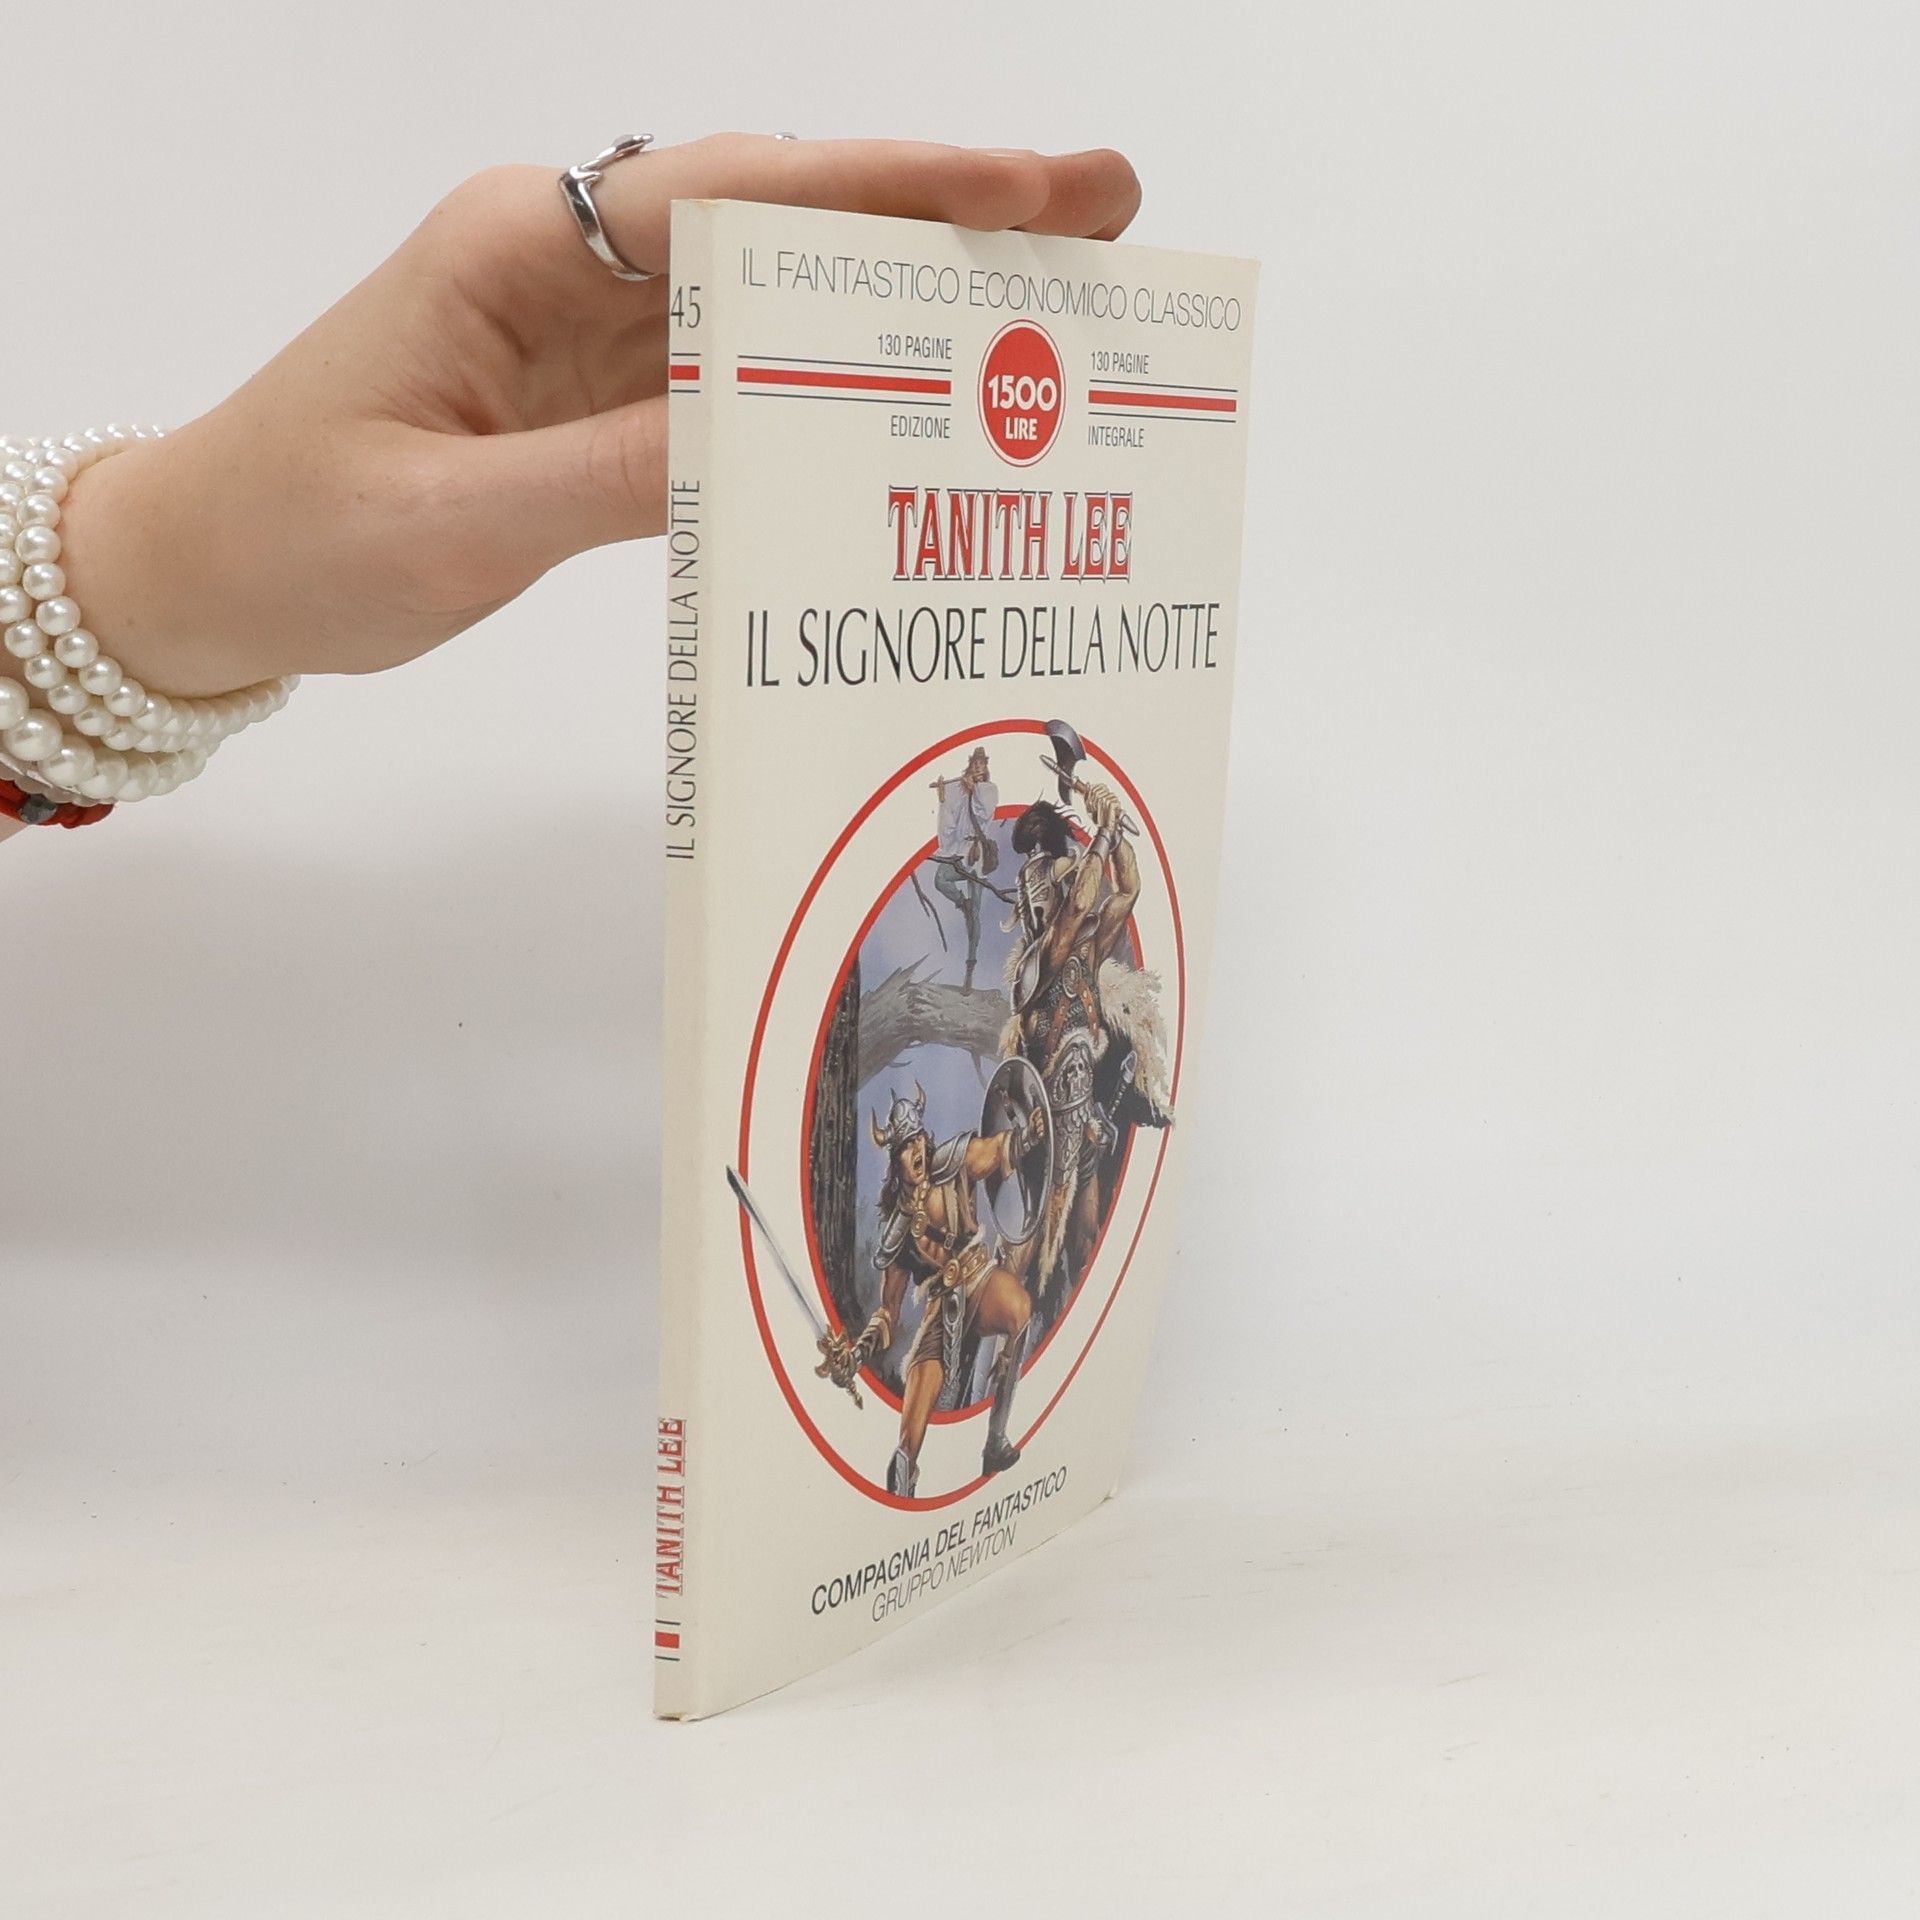 45
IL SIGNORE DELLA NOTTE
TANITH LEE
IL FANTASTICO ECONOMICO CLASSICO
130 PAGINE
EDIZIONE
1500
LIRE
130 PAGINE
INTEGRALE
TANITH LEE
IL SIGNORE DELLA NOTTE
COMPAGNIA DEL FANTASTICO
GRUPPO NEWTON